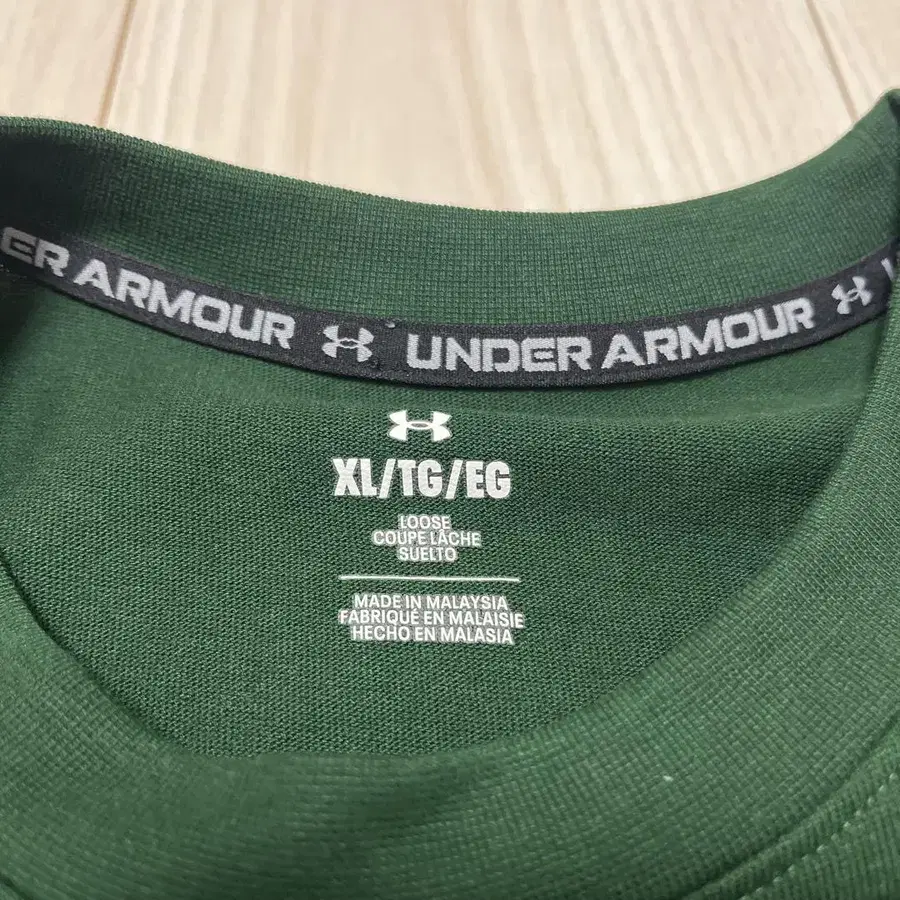 ER ARMOUR UNDER ARMOUR
XL/TG/EG
LOOSE
COUPE LÂCHE
SUELTO
MADE IN MALAYSIA
FABRIQUÉ EN MALAISIE
HECHO EN MALASIA